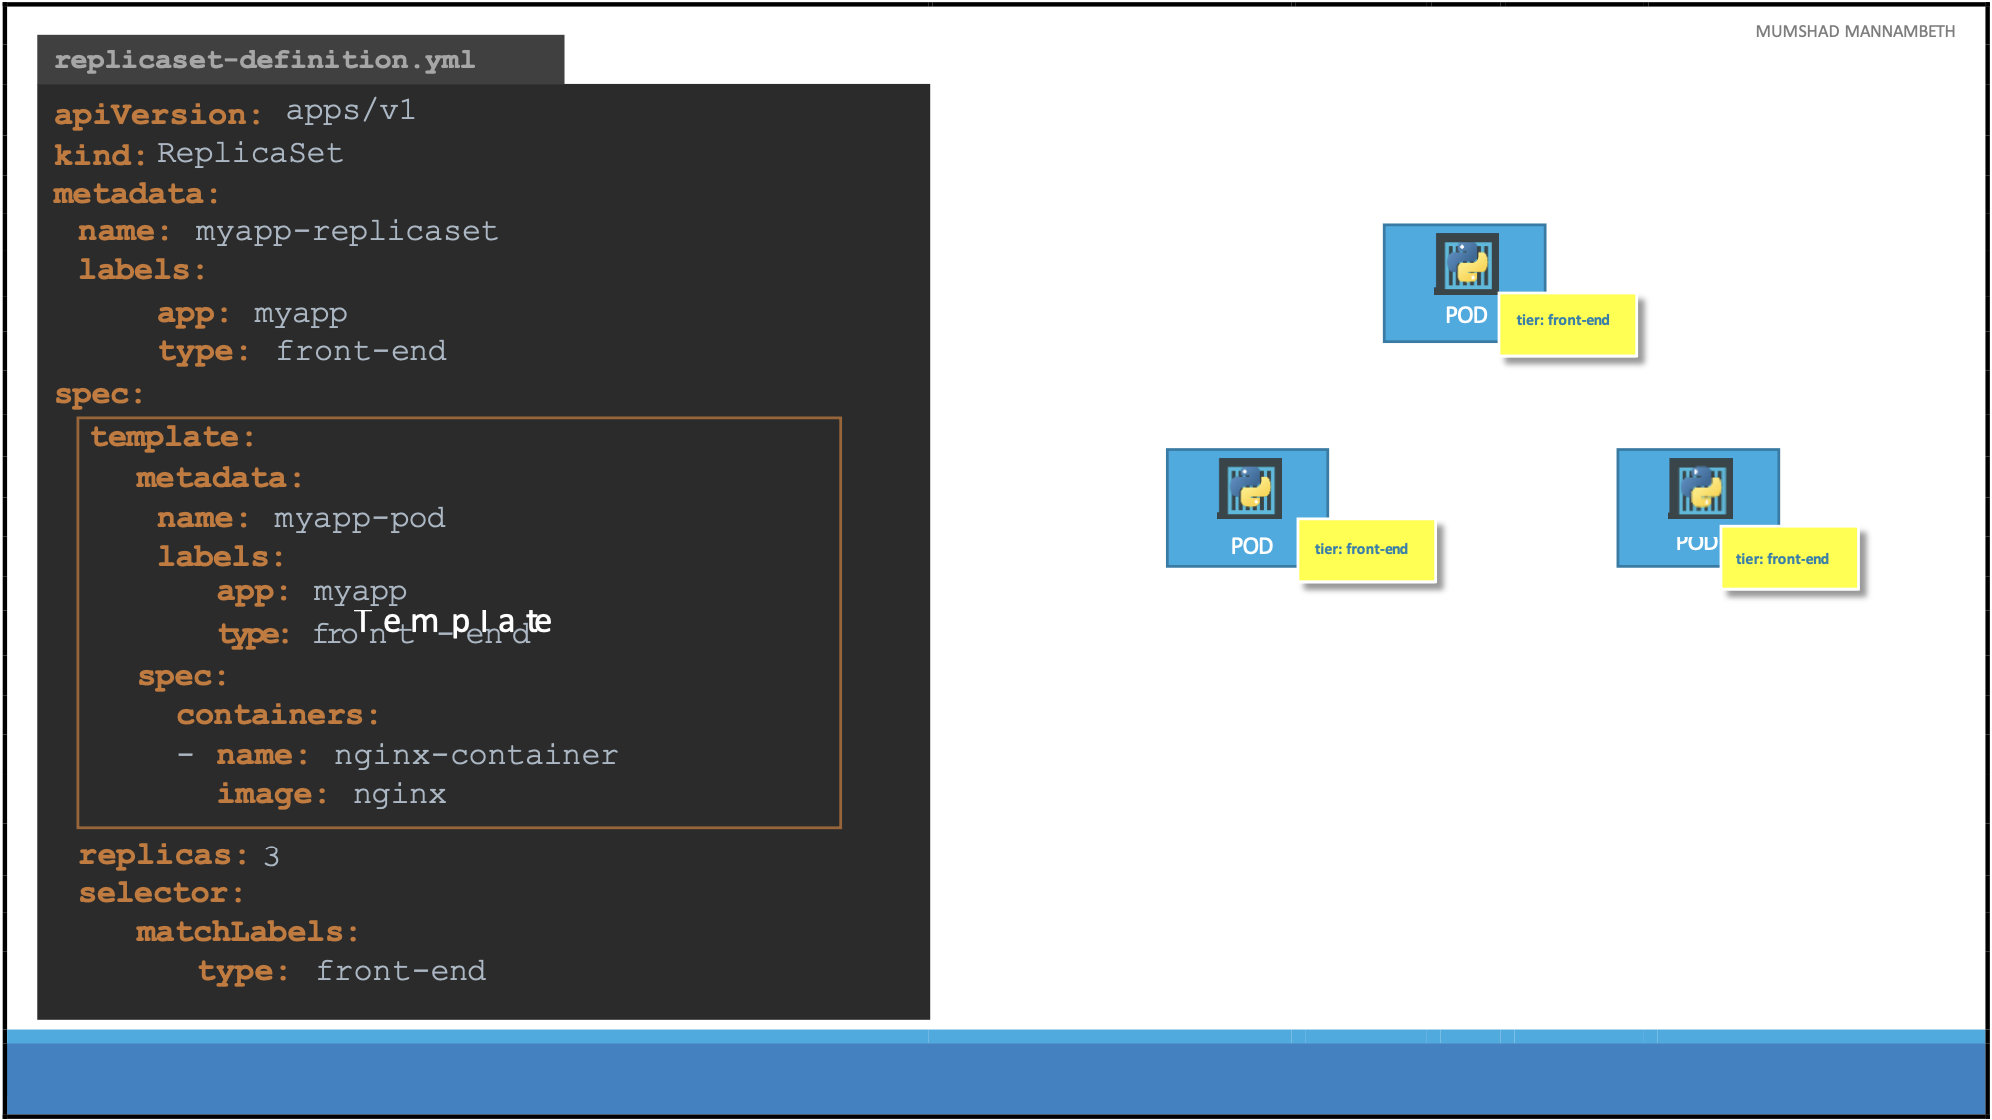 MUMSHAD MANNAMBETH
replicaset-definition.yml
apiVersion: apps/v1
kind: ReplicaSet
metadata:
name: myapp-replicaset
labels:
app: myapp
type: front-end
spec:
template:
metadata:
name: myapp-pod
labels:
app: myapp
Template
type: front-end
spec:
containers:
- name: nginx-container
image: nginx
replicas: 3
selector:
matchLabels:
type: front-end
POD
tier: front-end
POD
tier: front-end
POD
tier: front-end